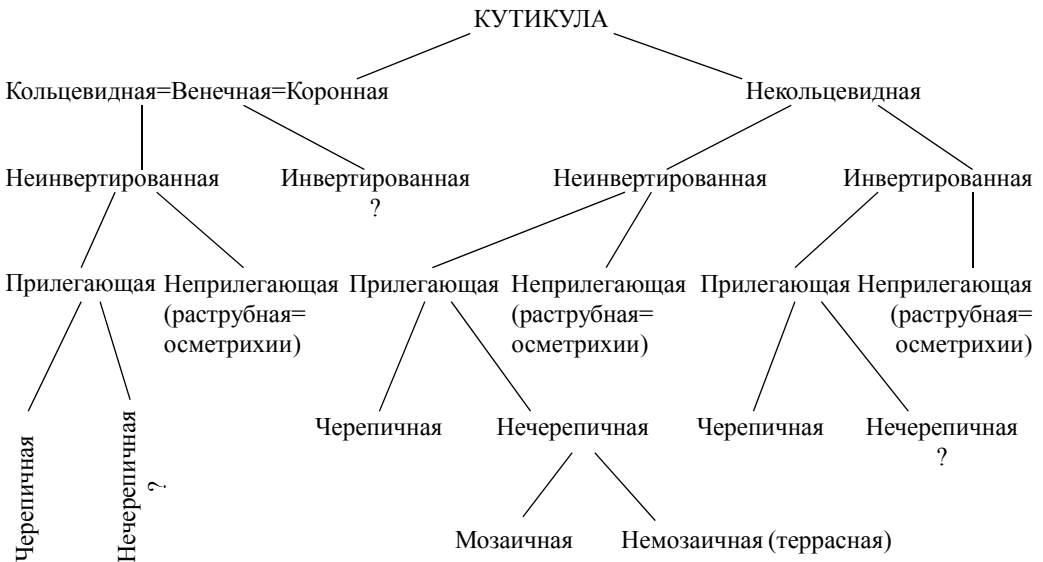 КУТИКУЛА
Кольцевидная=Венечная=Коронная
Некольцевидная
Неинвертированная
Инвертированная
?
Неинвертированная
Инвертированная
Прилегающая
Неприлегающая
(раструбная=
осметрихии)
Прилегающая
Неприлегающая
(раструбная=
осметрихии)
Прилегающая
Неприлегающая
(раструбная=
осметрихии)
Черепичная
Нечерепичная
?
Черепичная
Нечерепичная
Черепичная
Нечерепичная
?
Мозаичная
Немозаичная (террасная)